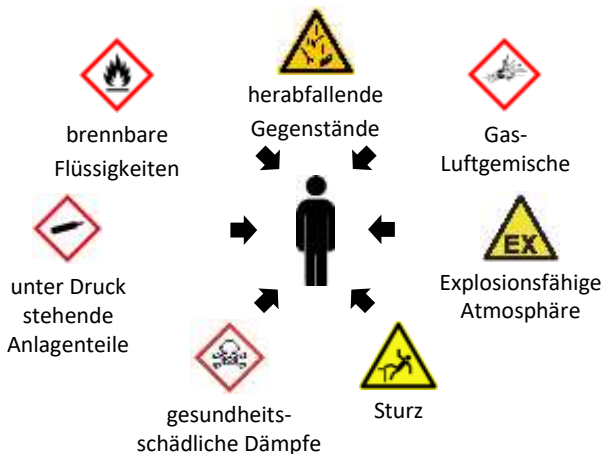 herabfallende
Gegenstände
brennbare
Flüssigkeiten
Gas-
Luftgemische
unter Druck
stehende
Anlagenteile
EX
Explosionsfähige
Atmosphäre
gesundheits-
schädliche Dämpfe
Sturz